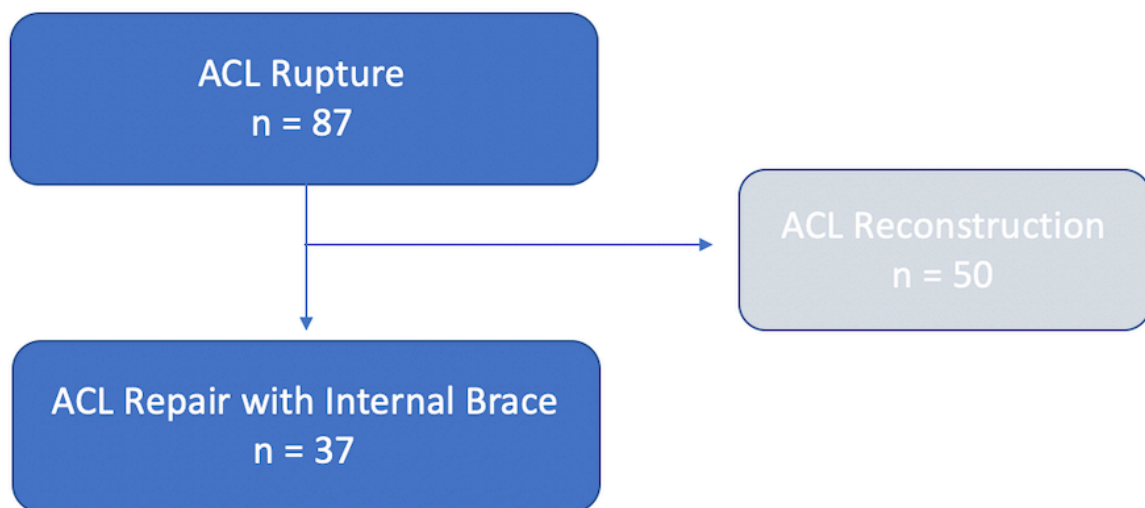 ACL Rupture
n = 87
ACL Reconstruction
n = 50
ACL Repair with Internal Brace
n = 37